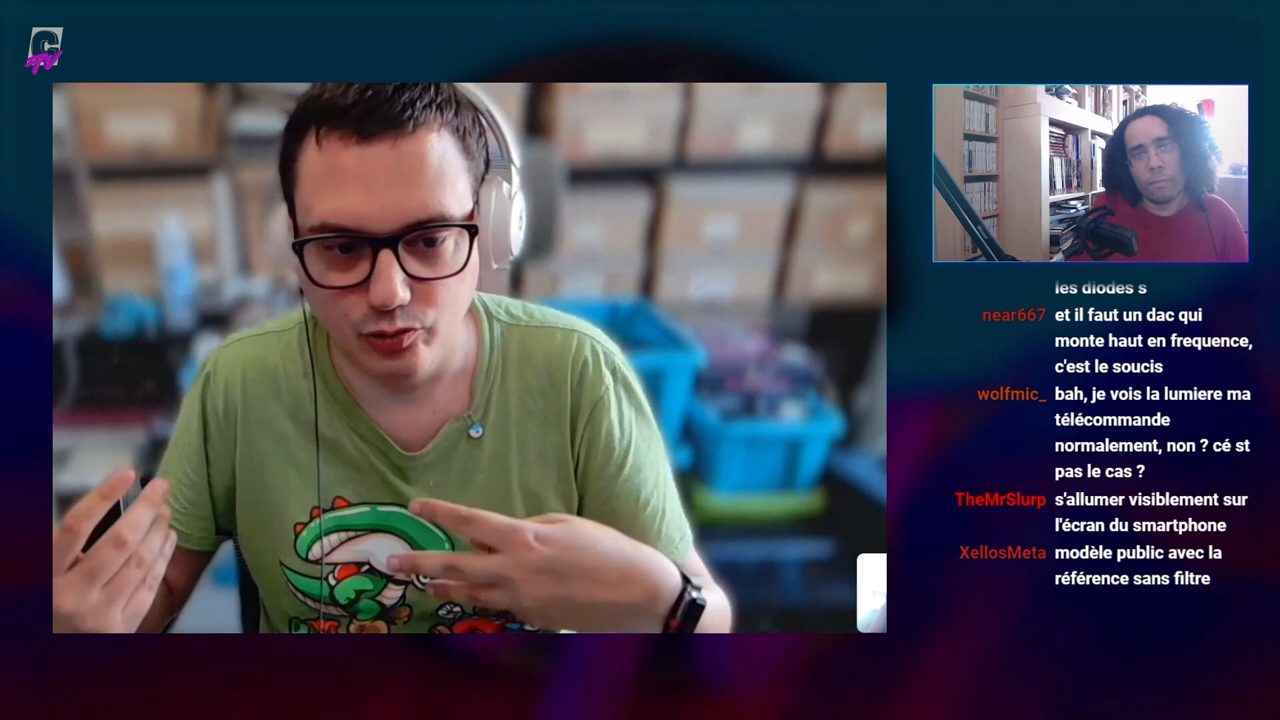 C
les diodes s
near667 et il faut un dac qui
monte haut en frequence,
c'est le soucis
wolfmic_ bah, je vois la lumiere ma
télécommande
normalement, non ? cé st
pas le cas ?
TheMrSlurp s'allumer visiblement sur
l'écran du smartphone
XellosMeta modèle public avec la
référence sans filtre